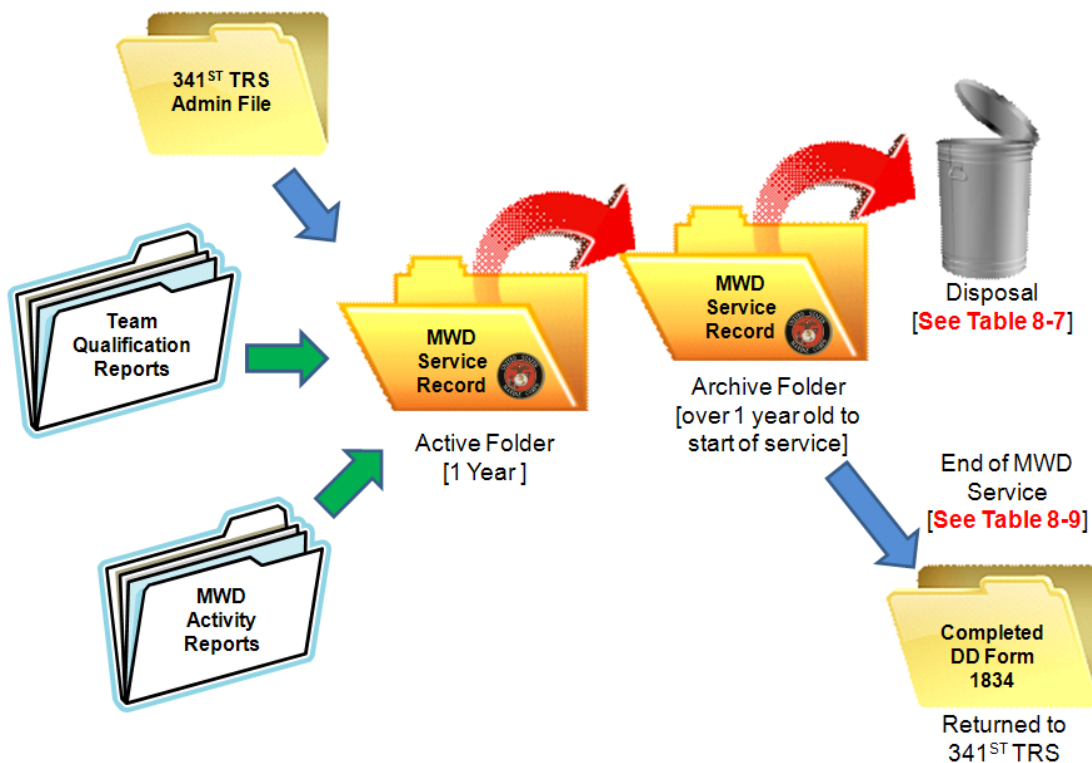 341ST TRS
Admin File
Team
Qualification
Reports
MWD
Activity
Reports
MWD
Service
Record
Active Folder
[1 Year ]
MWD
Service
Record
Archive Folder
[over 1 year old to
start of service]
Disposal
[See Table 8-7]
End of MWD
Service
[See Table 8-9]
Completed
DD Form
1834
Returned to
341ST TRS